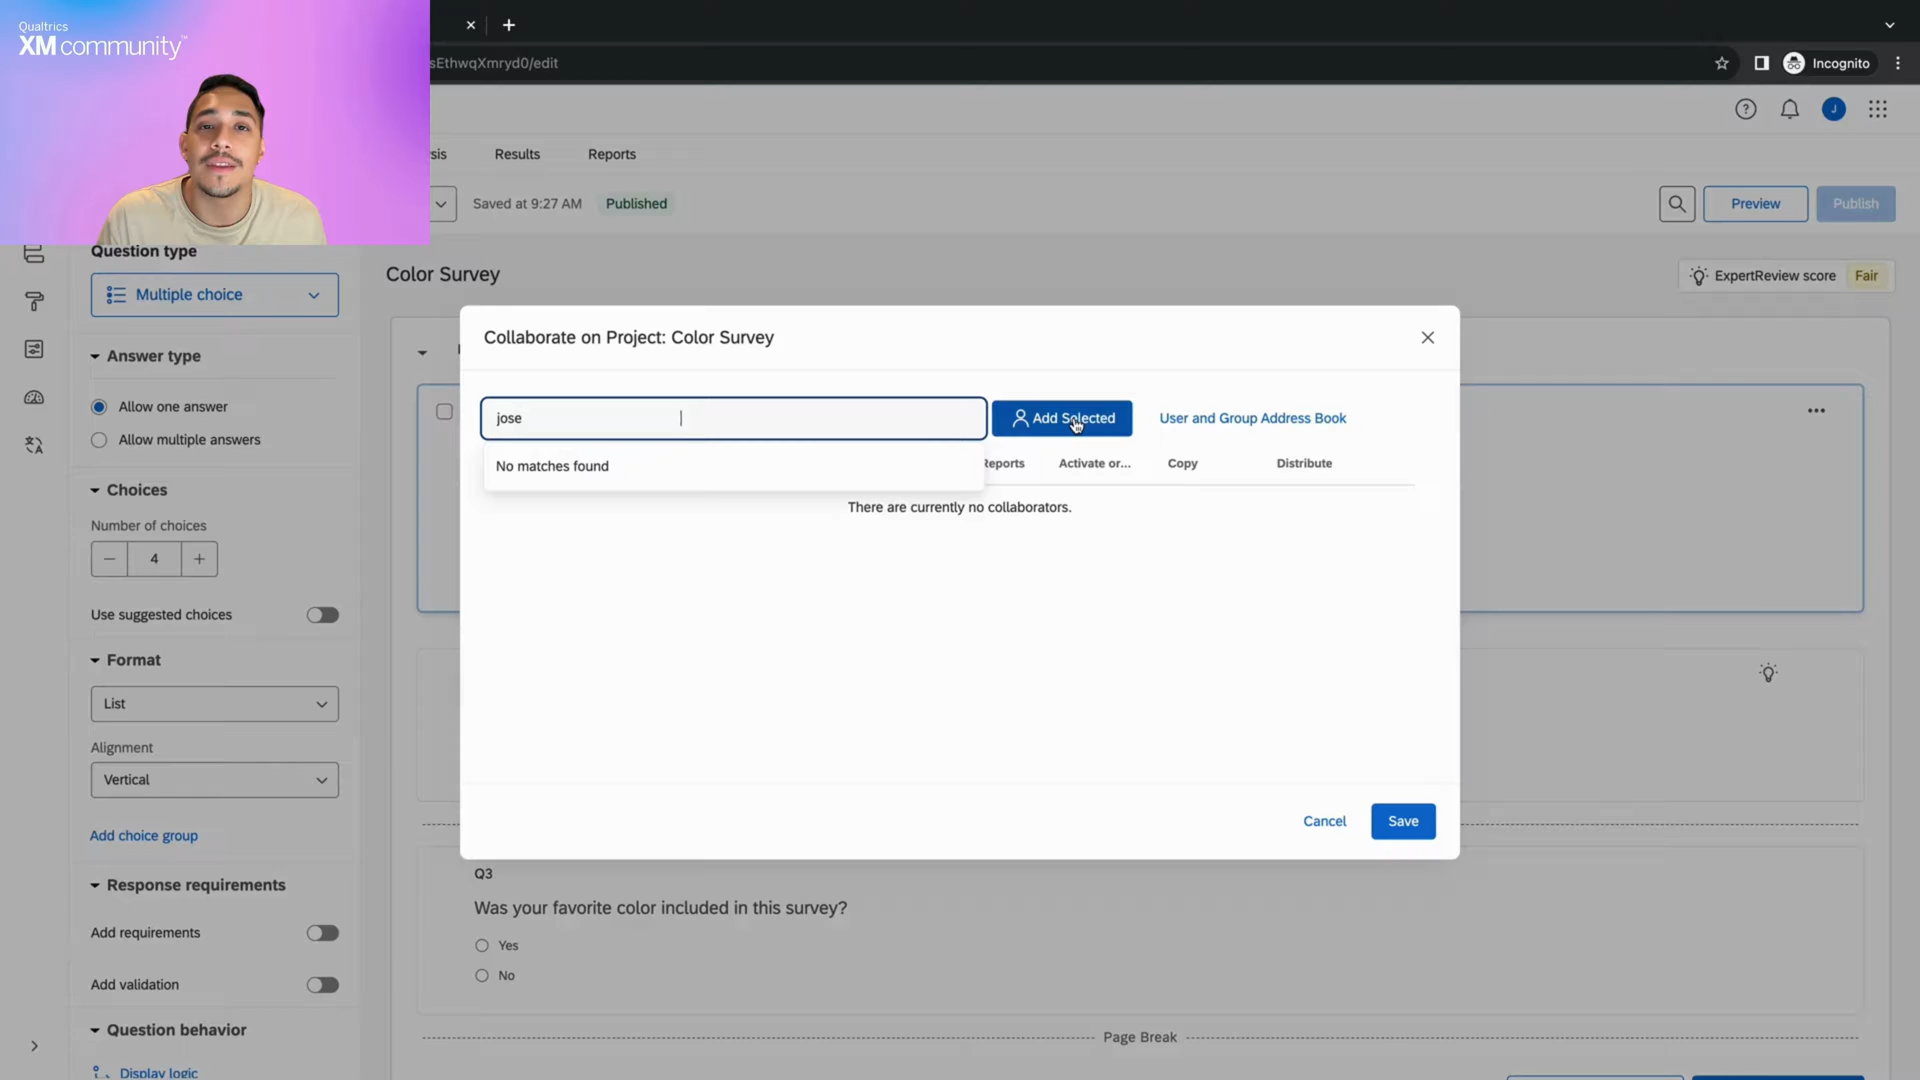 Qualtrics
XM community™
sEthwqXmryd0/edit
Incognito
J
sis
Results
Reports
Saved at 9:27 AM
Published
Preview
Publish
Question type
Multiple choice
Color Survey
ExpertReview score
Fair
Collaborate on Project: Color Survey
Answer type
Allow one answer
Allow multiple answers
jose
Add Selected
User and Group Address Book
No matches found
Reports
Activate or...
Copy
Distribute
There are currently no collaborators.
Choices
Number of choices
4
Use suggested choices
Format
List
Alignment
Vertical
Add choice group
Cancel
Save
Response requirements
Add requirements
Add validation
Question behavior
Display logic
Q3
Was your favorite color included in this survey?
Yes
No
Page Break